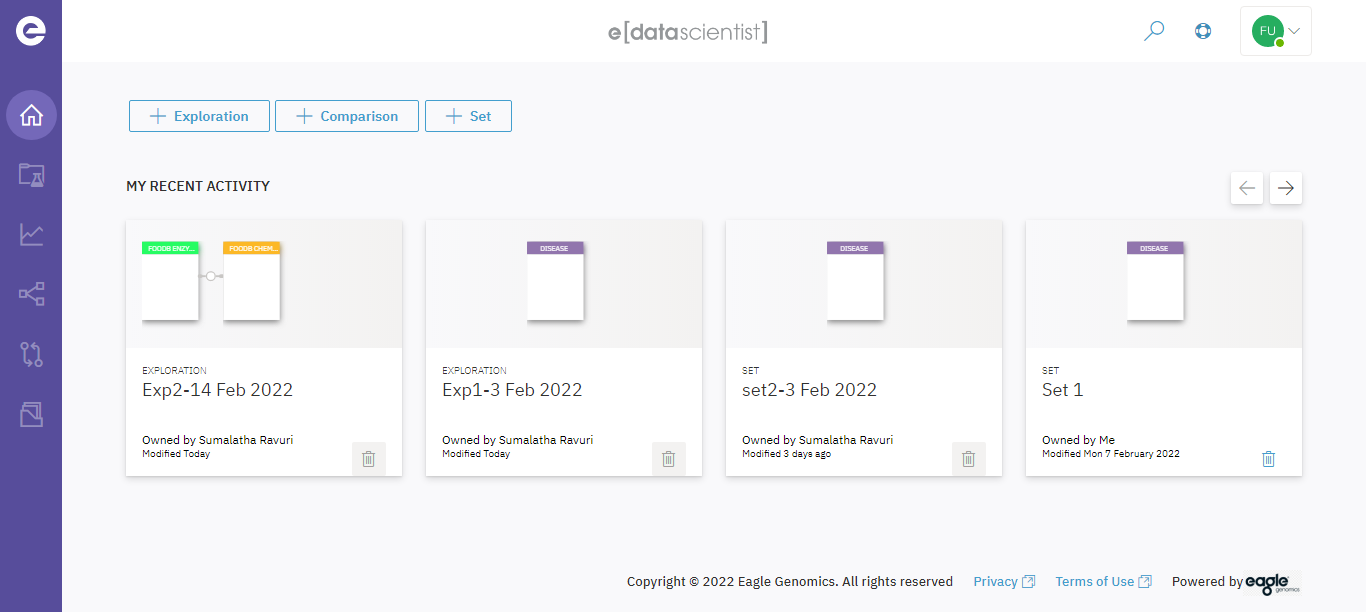 e[datascientist]
FU
Exploration
Comparison
Set
MY RECENT ACTIVITY
FOODB ENZY...
FOODB CHEM...
DISEASE
DISEASE
DISEASE
EXPLORATION
Exp2-14 Feb 2022
Owned by Sumalatha Ravuri
Modified Today
EXPLORATION
Exp1-3 Feb 2022
Owned by Sumalatha Ravuri
Modified Today
SET
set2-3 Feb 2022
Owned by Sumalatha Ravuri
Modified 3 days ago
SET
Set 1
Owned by Me
Modified Mon 7 February 2022
Copyright © 2022 Eagle Genomics. All rights reserved
Privacy
Terms of Use
Powered by eagle genomics